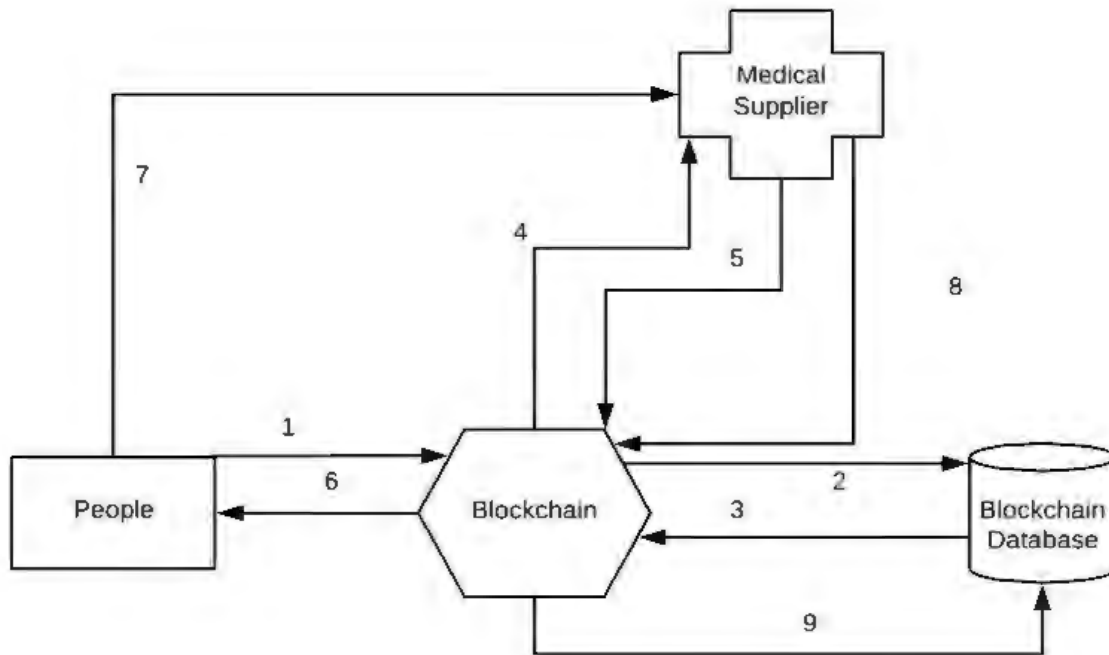 Medical
Supplier
7
4
5
8
1
6
2
People
Blockchain
3
Blockchain
Database
9